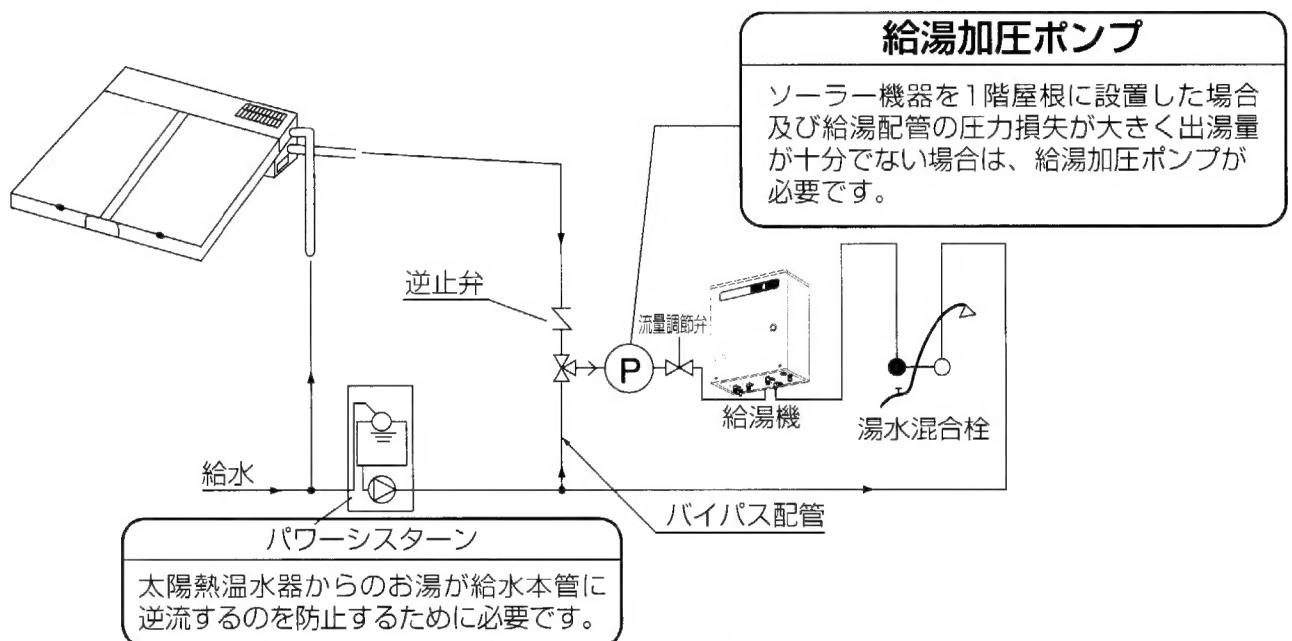 給湯加圧ポンプ
ソーラー機器を1階屋根に設置した場合
及び給湯配管の圧力損失が大きく出湯量
が十分でない場合は、給湯加圧ポンプが
必要です。
逆止弁
流量調節弁
P
給湯機
湯水混合栓
給水
バイパス配管
パワーシスターン
太陽熱温水器からのお湯が給水本管に
逆流するのを防止するために必要です。